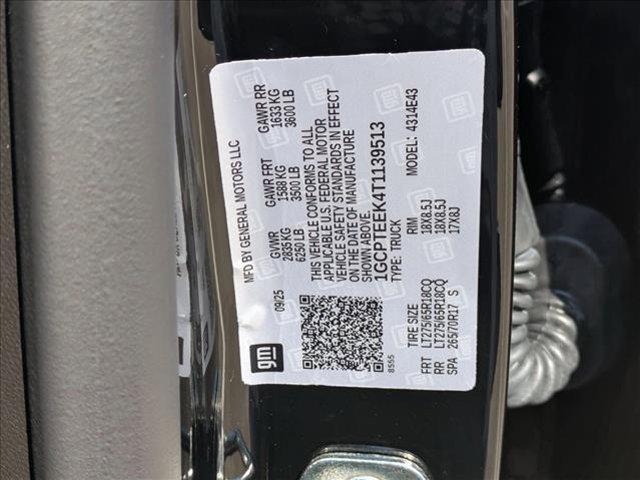 MFD BY GENERAL MOTORS LLC
09/25
GVWR GAWR FRT GAWR RR
2835 KG 1588 KG 1633 KG
6250 LB 3500 LB 3600 LB
THIS VEHICLE CONFORMS TO ALL
APPLICABLE U.S. FEDERAL MOTOR
VEHICLE SAFETY STANDARDS IN EFFECT
ON THE DATE OF MANUFACTURE
SHOWN ABOVE.
1GCPTEEK4T1139513
TYPE: TRUCK MODEL: 4314E43
gm
8555
TIRE SIZE RIM
FRT LT275/65R18CQ 18X8.5J
RR LT275/65R18CQ 18X8.5J
SPA 265/70R17 S 17X8J